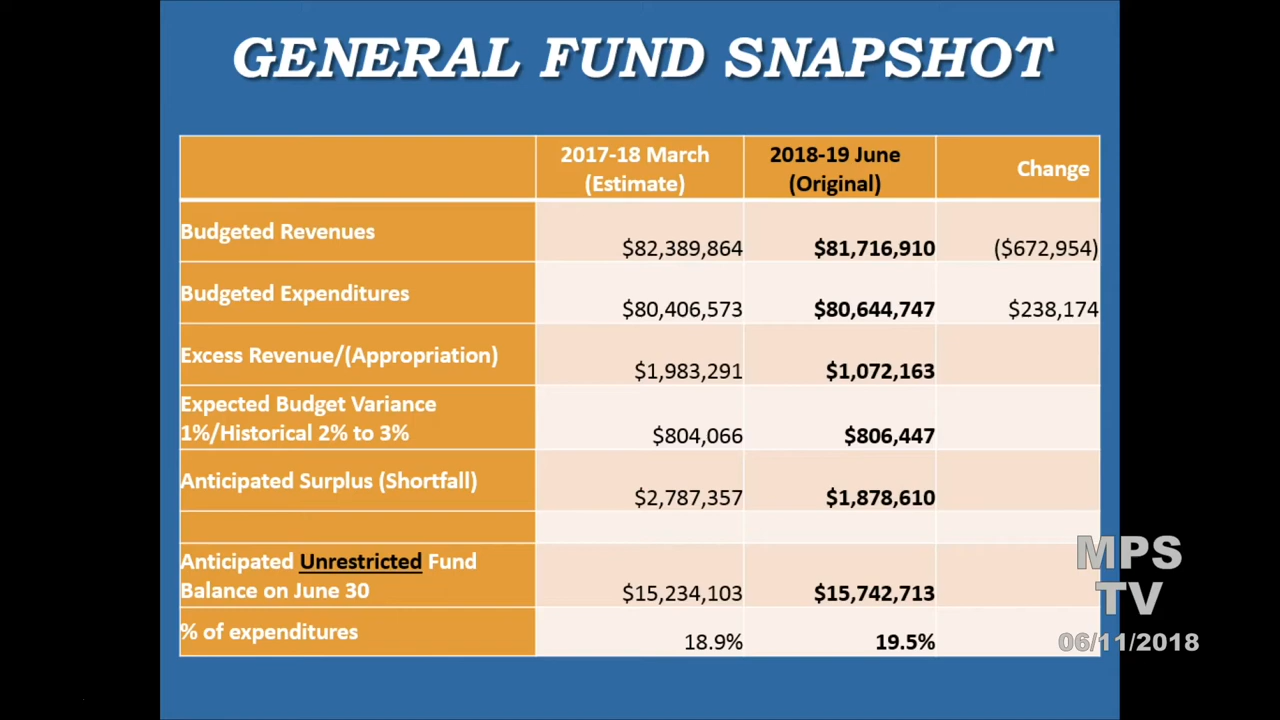 GENERAL FUND SNAPSHOT
2017-18 March
(Estimate)
2018-19 June
(Original)
Change
Budgeted Revenues
$82,389,864
$81,716,910
($672,954)
Budgeted Expenditures
$80,406,573
$80,644,747
$238,174
Excess Revenue/(Appropriation)
$1,983,291
$1,072,163
Expected Budget Variance
1%/Historical 2% to 3%
$804,066
$806,447
Anticipated Surplus (Shortfall)
$2,787,357
$1,878,610
Anticipated Unrestricted Fund
Balance on June 30
$15,234,103
$15,742,713
% of expenditures
18.9%
19.5%
MPS
TV
06/11/2018